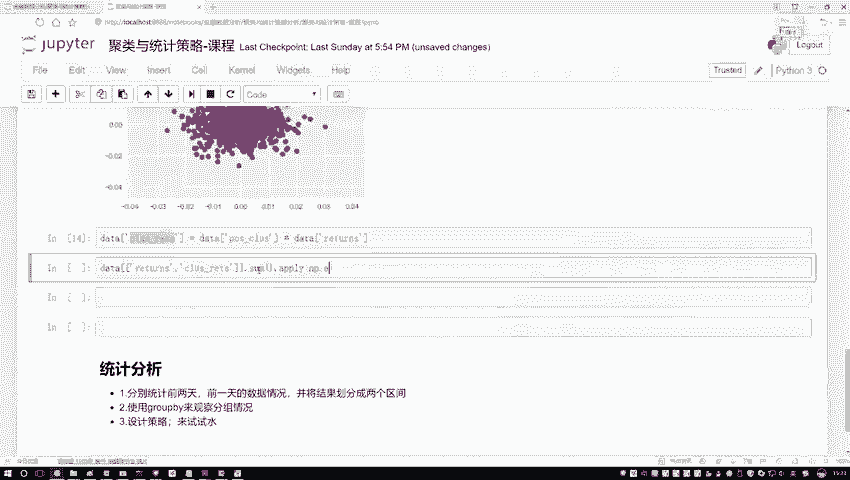 jupyter 聚类与统计策略-课程 Last Checkpoint: Last Sunday at 5:54 PM (unsaved changes)
Logout
File Edit View Insert Cell Kernel Widgets Help
Trusted Python 3
Code
0.00
-0.02
-0.04
-0.04 -0.03 -0.02 -0.01 0.00 0.01 0.02 0.03 0.04
In [14]: data['clus_rets'] = data['pos_clus'] * data['returns']
In [ ]: data[['returns','clus_rets']].sum().apply np.e
In [ ]:
In [ ]:
统计分析
1.分别统计前两天，前一天的数据情况，并将结果划分成两个区间
2.使用groupby来观察分组情况
3.设计策略；来试试水